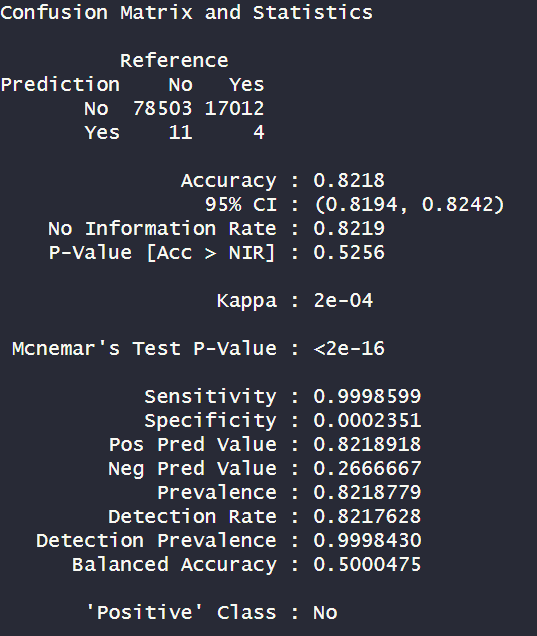 Confusion Matrix and Statistics
Reference
Prediction No Yes
No 78503 17012
Yes 11 4
Accuracy : 0.8218
95% CI : (0.8194, 0.8242)
No Information Rate : 0.8219
P-Value [Acc > NIR] : 0.5256
Kappa : 2e-04
Mcnemar's Test P-Value : <2e-16
Sensitivity : 0.9998599
Specificity : 0.0002351
Pos Pred Value : 0.8218918
Neg Pred Value : 0.2666667
Prevalence : 0.8218779
Detection Rate : 0.8217628
Detection Prevalence : 0.9998430
Balanced Accuracy : 0.5000475
'Positive' Class : No